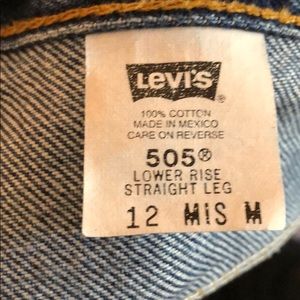 LEVI'S®
100% COTTON
MADE IN MEXICO
CARE ON REVERSE
505®
LOWER RISE
STRAIGHT LEG
12 MIS M